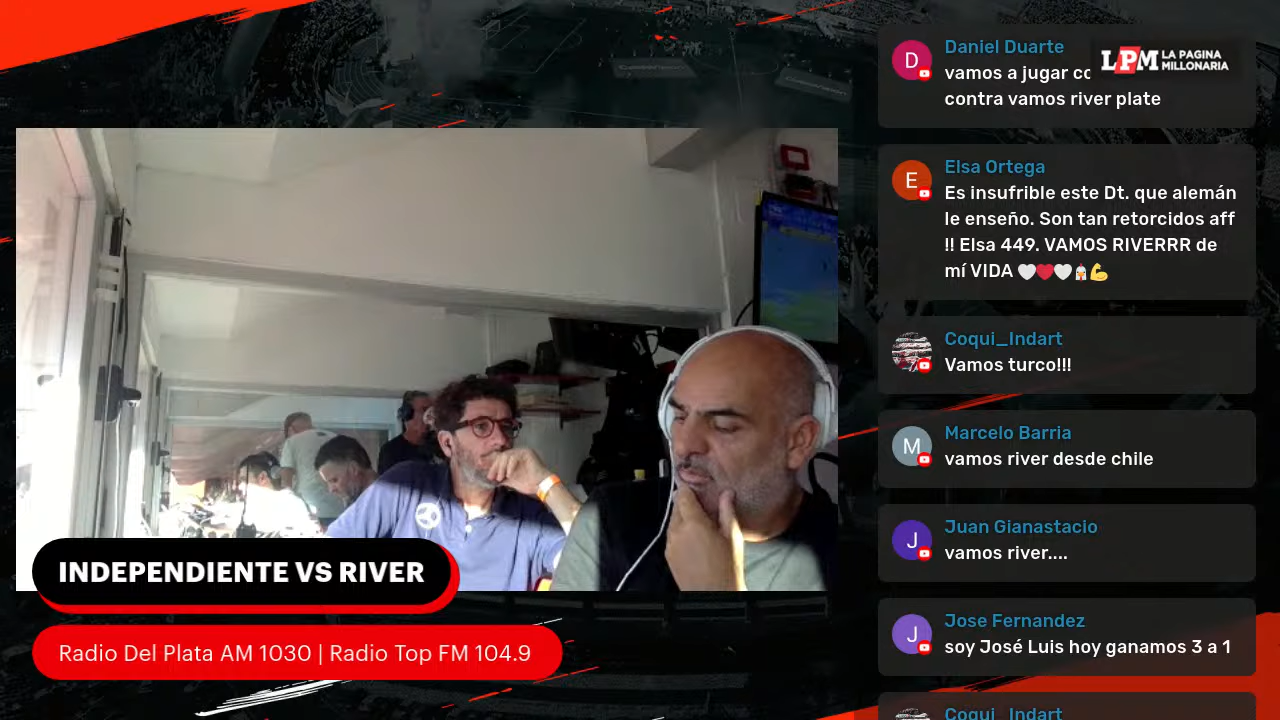 INDEPENDIENTE VS RIVER
Radio Del Plata AM 1030 | Radio Top FM 104.9
LPM LA PAGINA
MILLONARIA
Daniel Duarte
vamos a jugar
contra vamos river plate
Elsa Ortega
Es insufrible este Dt. que alemán
le enseño. Son tan retorcidos aff
!! Elsa 449. VAMOS RIVERRR de
mí VIDA 🤍❤️🤍💪
Coqui_Indart
Vamos turco!!!
Marcelo Barria
vamos river desde chile
Juan Gianastacio
vamos river....
Jose Fernandez
soy José Luis hoy ganamos 3 a 1
Coqui_Indart